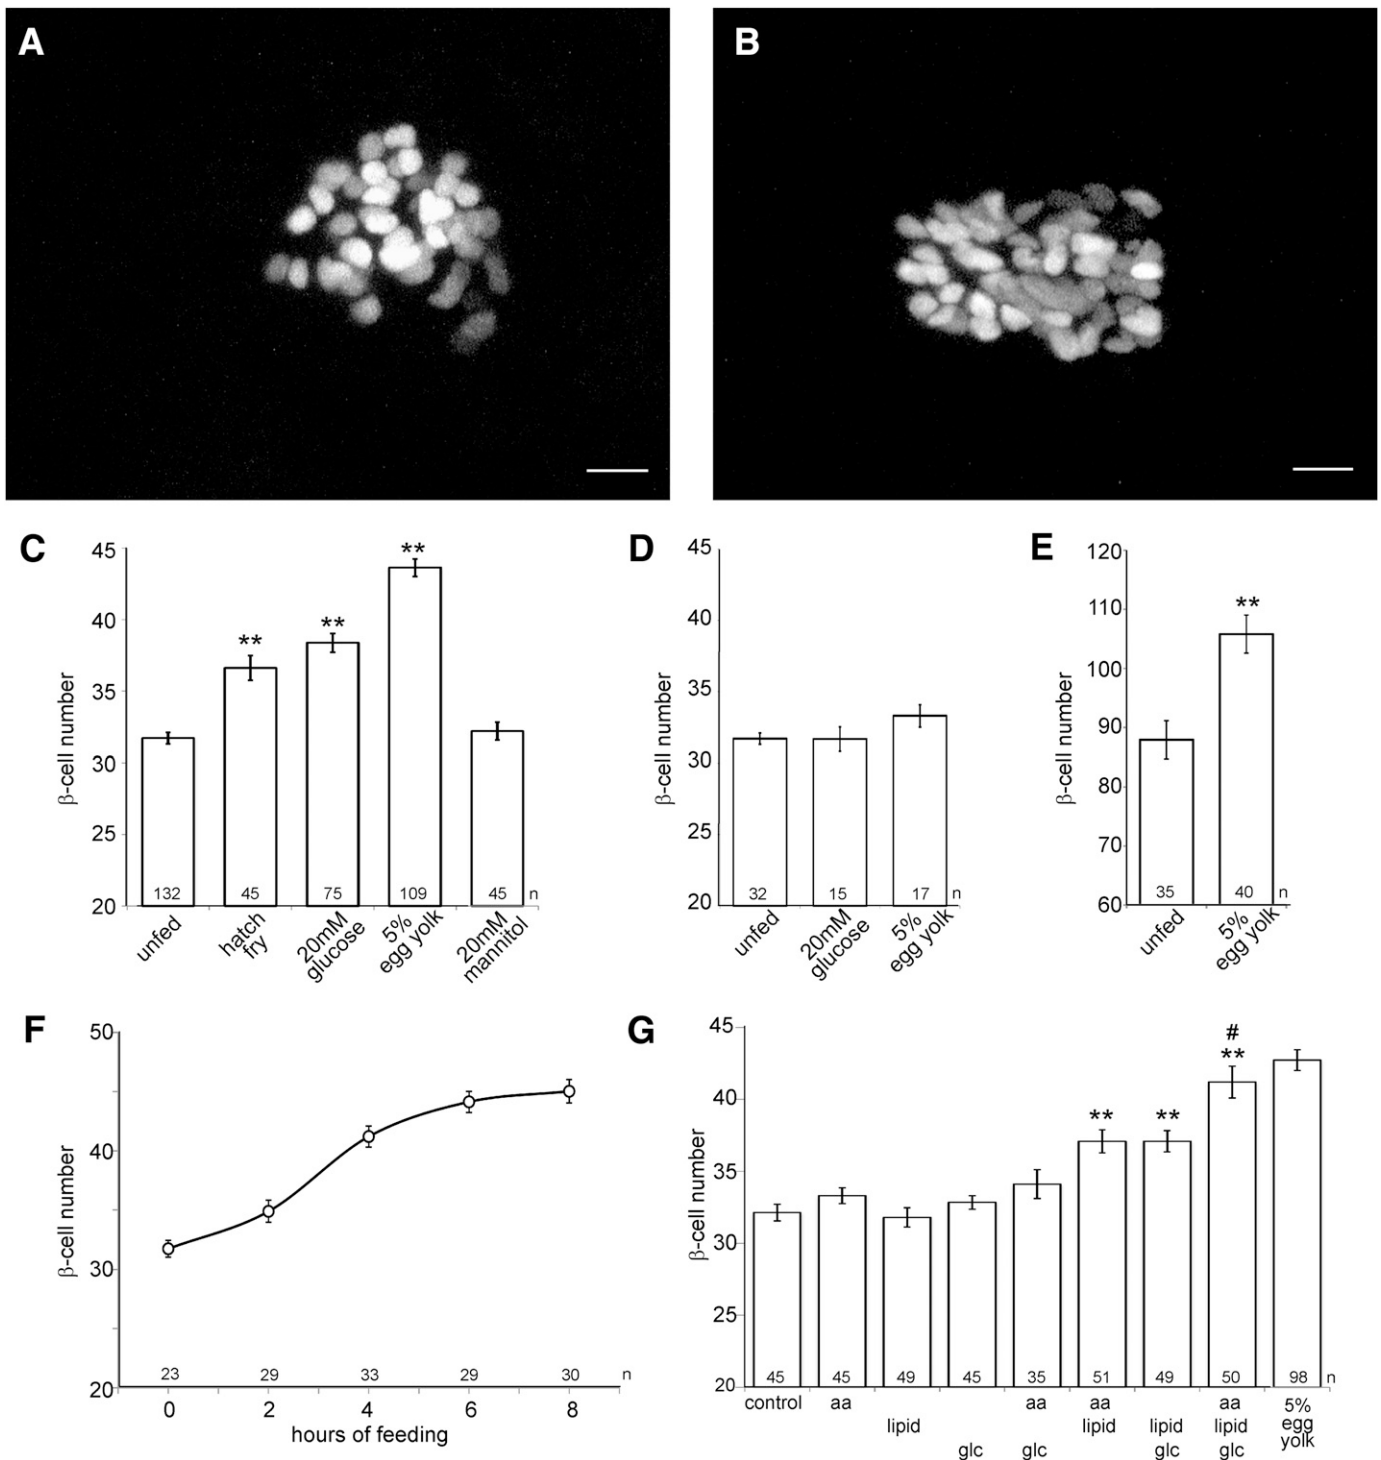 A
B
C
45
40
35
30
25
20
β-cell number
**
**
**
132
45
75
109
45
n
unfed
hatch
fry
20mM
glucose
5%
egg yolk
20mM
mannitol
D
45
40
35
30
25
20
β-cell number
32
15
17
n
unfed
20mM
glucose
5%
egg yolk
E
120
110
100
90
80
70
60
β-cell number
**
35
40
n
unfed
5%
egg yolk
F
50
40
30
20
β-cell number
23
29
33
29
30
n
0
2
4
6
8
hours of feeding
G
45
40
35
30
25
20
β-cell number
**
**
#
**
45
45
49
45
35
51
49
50
98
n
control
aa
lipid
glc
aa
glc
aa
lipid
lipid
glc
aa
lipid
glc
5%
egg
yolk